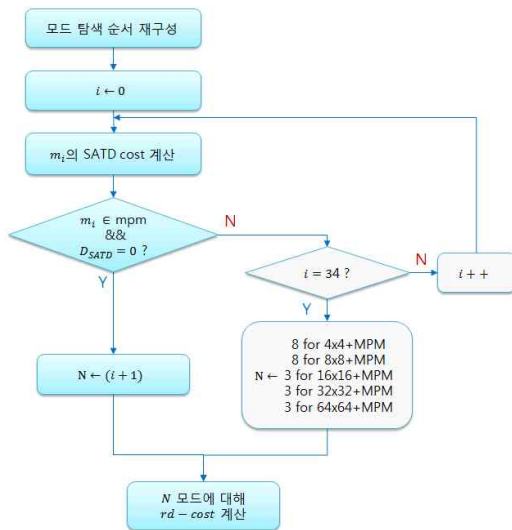 모드 탐색 순서 재구성
i ← 0
m_i의 SATD cost 계산
m_i ∈ mpm
&&
D_SATD = 0 ?
N
Y
i = 34 ?
N
i + +
Y
8 for 4x4+MPM
8 for 8x8+MPM
N ← 3 for 16x16+MPM
3 for 32x32+MPM
3 for 64x64+MPM
N ← (i + 1)
N 모드에 대해
rd − cost 계산